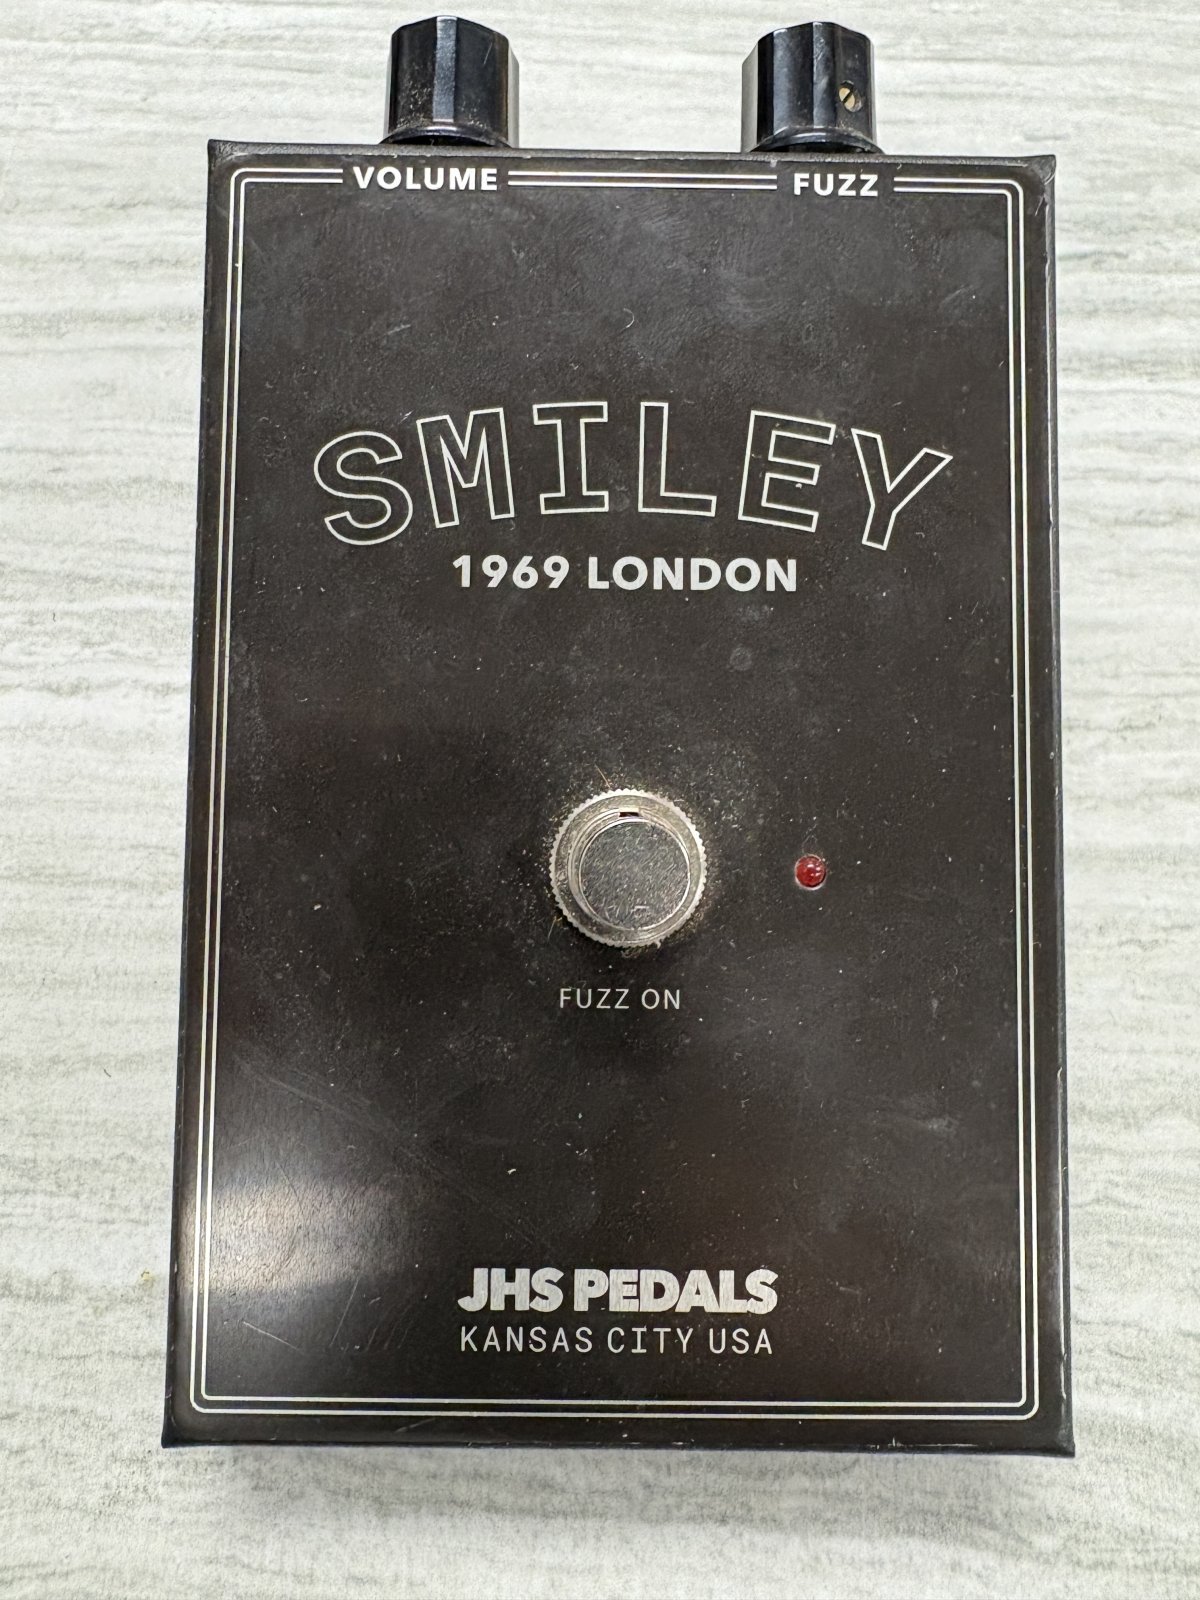 VOLUME FUZZ
SMILEY
1969 LONDON
FUZZ ON
JHS PEDALS
KANSAS CITY USA